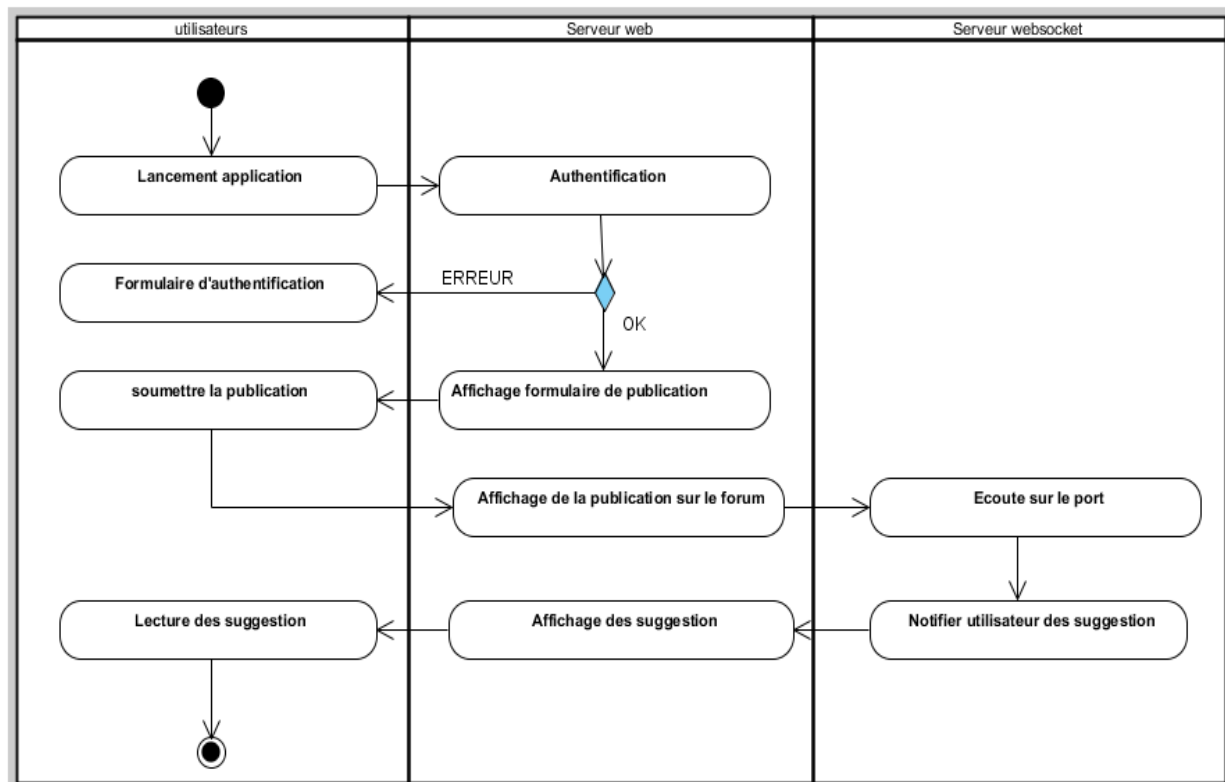 utilisateurs
Serveur web
Serveur websocket
Lancement application
Authentification
Formulaire d'authentification
ERREUR
OK
soumettre la publication
Affichage formulaire de publication
Affichage de la publication sur le forum
Ecoute sur le port
Lecture des suggestion
Affichage des suggestion
Notifier utilisateur des suggestion